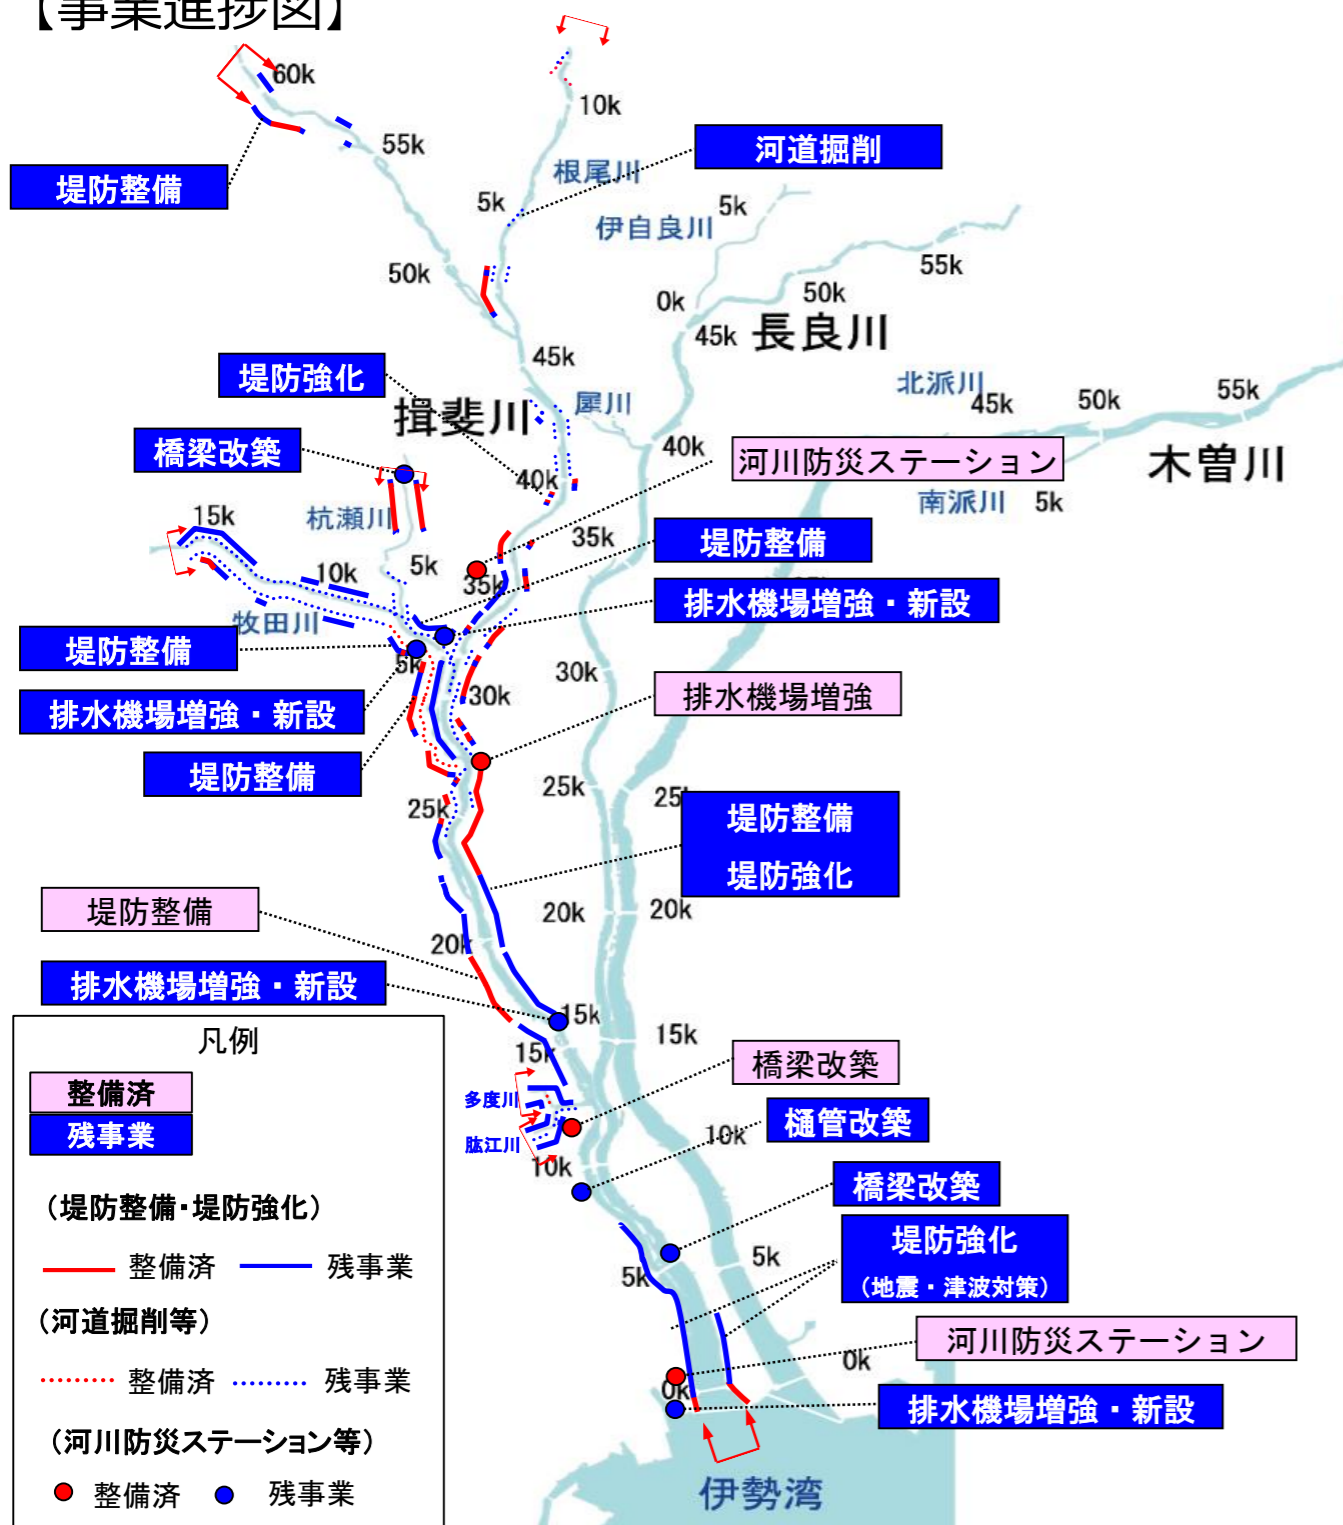 【事業進捗図】
60k
10k
55k
河道掘削
根尾川
堤防整備
5k
5k
伊自良川
55k
50k
50k
0k
45k
長良川
45k
堤防強化
北派川
55k
犀川
45k
50k
揖斐川
橋梁改築
40k
河川防災ステーション
木曽川
40k
南派川
5k
15k
杭瀬川
35k
堤防整備
5k
10k
35k
排水機場増強・新設
牧田川
堤防整備
5k
30k
30k
排水機場増強
排水機場増強・新設
堤防整備
25k
25k
25k
堤防整備
堤防強化
堤防整備
20k
20k
20k
排水機場増強・新設
15k
15k
15k
橋梁改築
多度川
樋管改築
肱江川
10k
10k
橋梁改築
堤防強化
(地震・津波対策)
5k
5k
河川防災ステーション
0k
0k
排水機場増強・新設
伊勢湾
凡例
整備済
残事業
(堤防整備・堤防強化)
整備済 残事業
(河道掘削等)
整備済 残事業
(河川防災ステーション等)
整備済 残事業